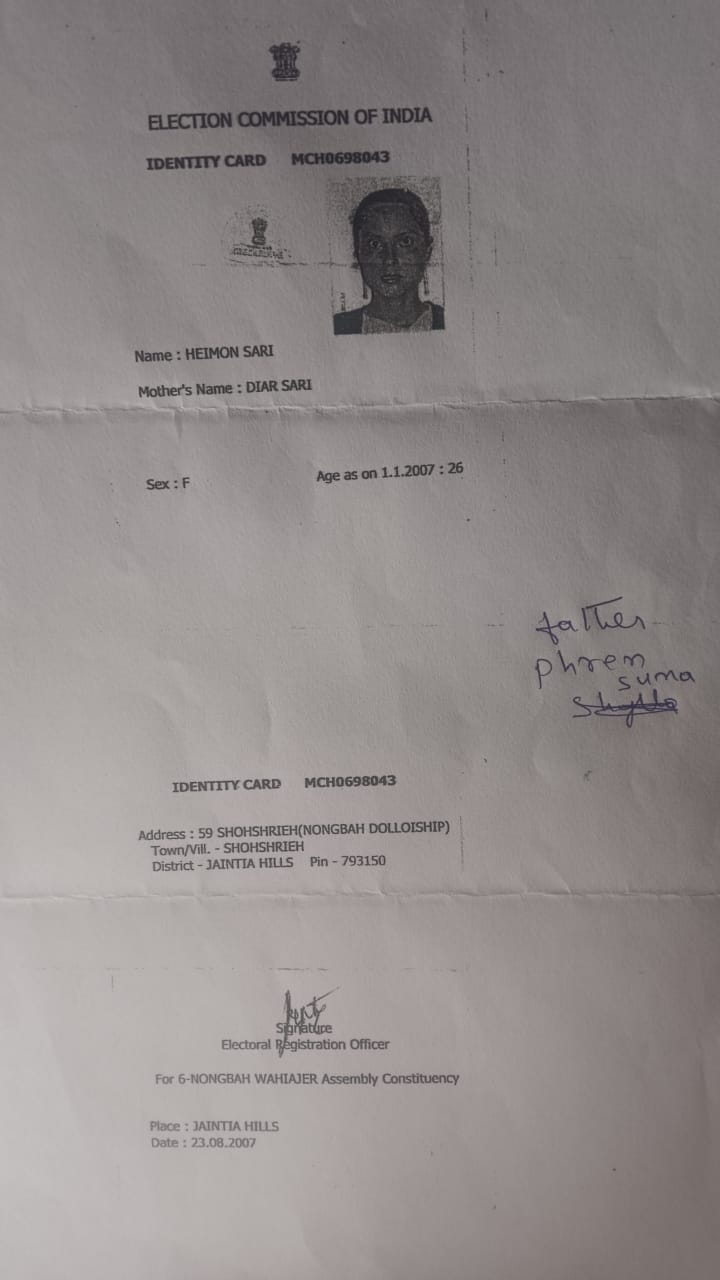 ELECTION COMMISSION OF INDIA
IDENTITY CARD MCH0698043
Name : HEIMON SARI
Mother's Name : DIAR SARI
Sex : F Age as on 1.1.2007 : 26
father
phrem
suma
IDENTITY CARD MCH0698043
Address : 59 SHOHSHRIEH(NONGBAH DOLLOISHIP)
Town/Vill. - SHOHSHRIEH
District - JAINTIA HILLS Pin - 793150
Signature
Electoral Registration Officer
For 6-NONGBAH WAHIAJER Assembly Constituency
Place : JAINTIA HILLS
Date : 23.08.2007